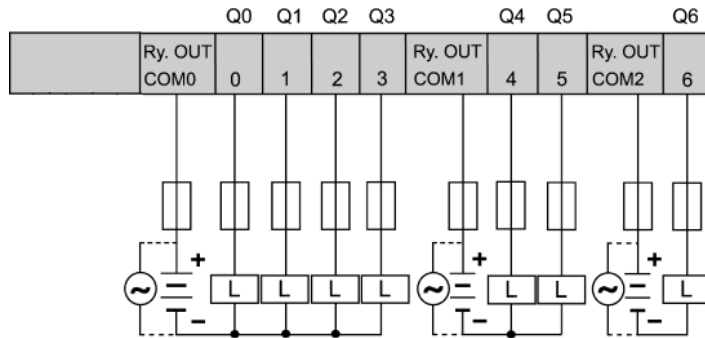 Q0 Q1 Q2 Q3 Q4 Q5 Q6
Ry. OUT Ry. OUT Ry. OUT
COM0 0 1 2 3 COM1 4 5 COM2 6
+ + +
~ L L L L ~ L L ~ L
− − −